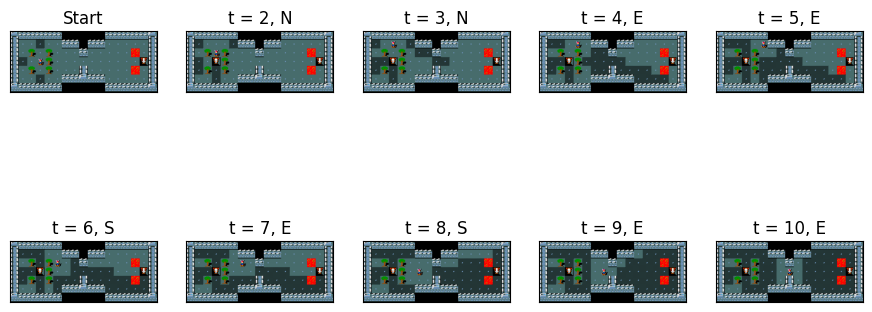 Start
t = 2, N
t = 3, N
t = 4, E
t = 5, E
t = 6, S
t = 7, E
t = 8, S
t = 9, E
t = 10, E